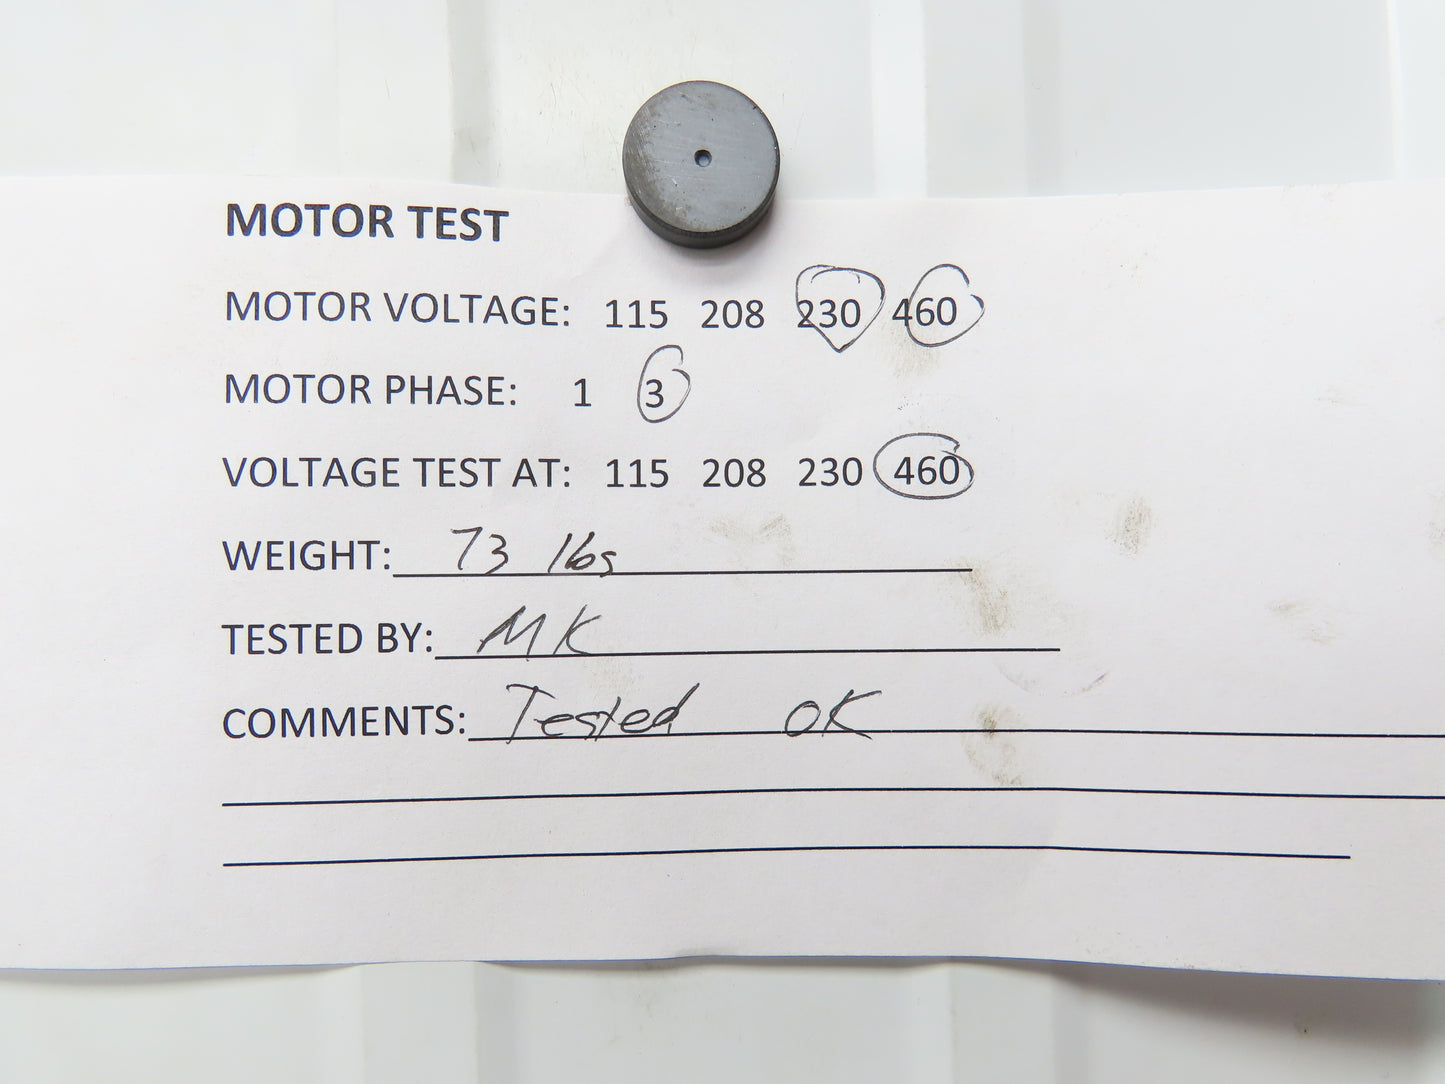 MOTOR TEST
MOTOR VOLTAGE: 115 208 230 460
MOTOR PHASE: 1 3
VOLTAGE TEST AT: 115 208 230 460
WEIGHT: 73 lbs
TESTED BY: MK
COMMENTS: Tested OK